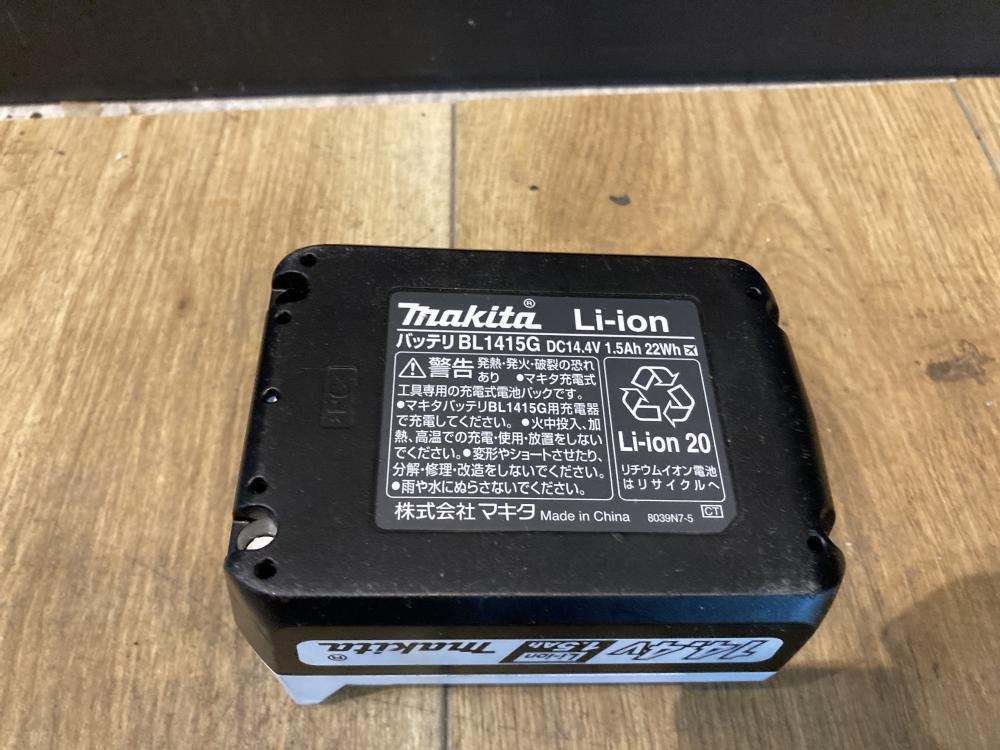 makita® Li-ion
バッテリ BL1415G DC14.4V 1.5Ah 22Wh
警告 発熱・発火・破裂の恐れ
あり ●マキタ充電式
工具専用の充電式電池パックです。
●マキタバッテリBL1415G用充電器
で充電してください。●火中投入、加
熱、高温での充電・使用・放置をしない
でください。●変形やショートさせたり、
分解・修理・改造をしないでください。
●雨や水にぬらさないでください。
Li-ion 20
リチウムイオン電池
はリサイクルへ
株式会社マキタ Made in China 8039N7-5 CT
14.4V Li-ion 1.5Ah makita®